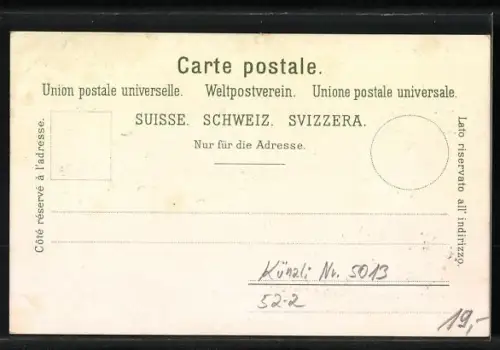 Carte postale.
Union postale universelle. Weltpostverein. Unione postale universale.
SUISSE. SCHWEIZ. SVIZZERA.
Nur für die Adresse.
Côté réservé à l'adresse.
Lato riservato all' indirizzo.
Künzli Nr. 5013
52-2
19,-